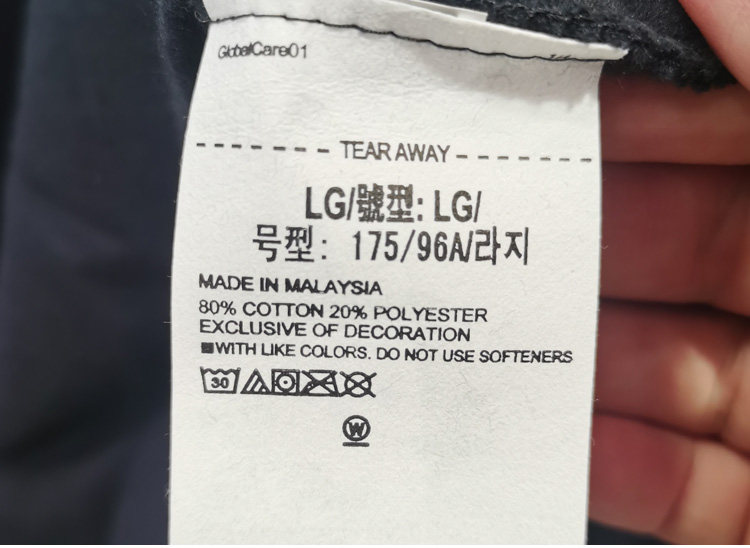 GlobalCare01
TEAR AWAY
LG/號型: LG/
号型: 175/96A/라지
MADE IN MALAYSIA
80% COTTON 20% POLYESTER
EXCLUSIVE OF DECORATION
■WITH LIKE COLORS. DO NOT USE SOFTENERS
30
W